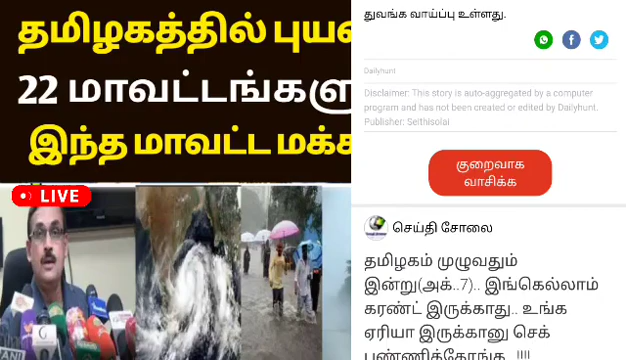 தமிழகத்தில்
22 மாவட்டங்களு
இந்த மாவட்ட மக்க
LIVE
ANI
துவங்க வாய்ப்பு உள்ளது.
Dailyhunt
Disclaimer: This story is auto-aggregated by a computer
program and has not been created or edited by Dailyhunt.
Publisher: Seithisolai
குறைவாக
வாசிக்க
செய்தி சோலை
தமிழகம் முழுவதும்
இன்று(அக்..7).. இங்கெல்லாம்
கரண்ட் இருக்காது.. உங்க
ஏரியா இருக்கானு செக்
பண்ணிக்கோங்க..!!!!